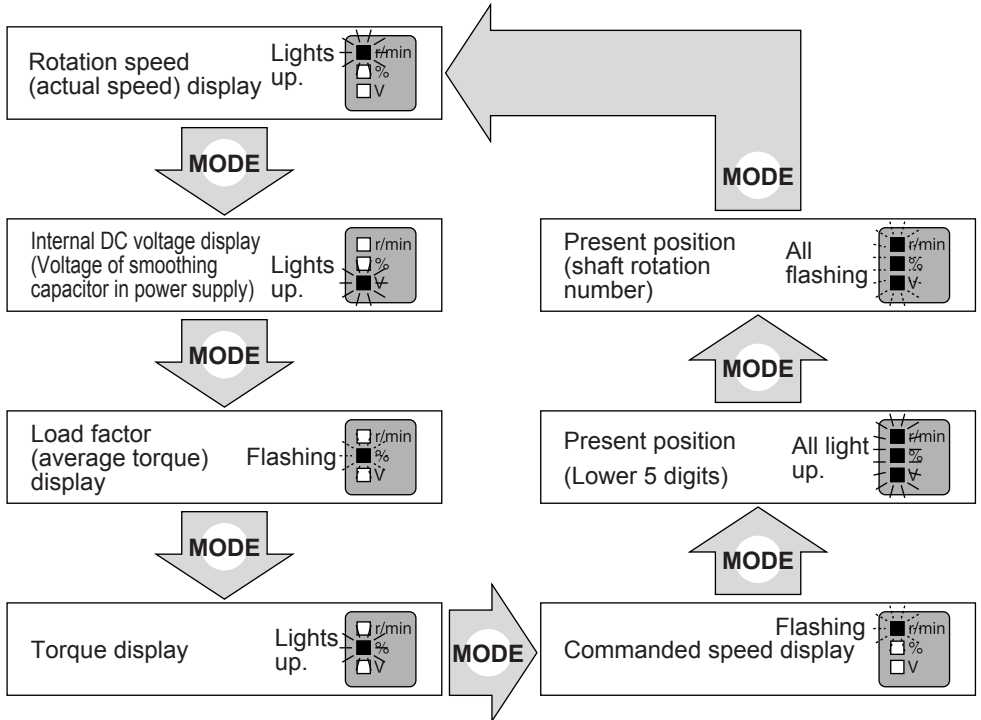 Rotation speed
(actual speed) display
Lights
up.
r/min
%
V
MODE
Internal DC voltage display
(Voltage of smoothing
capacitor in power supply)
Lights
up.
r/min
%
V
MODE
Load factor
(average torque)
display
Flashing
r/min
%
V
MODE
Torque display
Lights
up.
r/min
%
V
MODE
Commanded speed display
Flashing
r/min
%
V
MODE
Present position
(Lower 5 digits)
All light
up.
r/min
%
V
MODE
Present position
(shaft rotation
number)
All
flashing
r/min
%
V
MODE